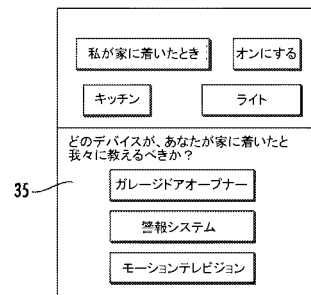 私が家に着いたとき
オンにする
キッチン
ライト
どのデバイスが、あなたが家に着いたと
我々に教えるべきか？
35
ガレージドアオープナー
警報システム
モーションテレビジョン